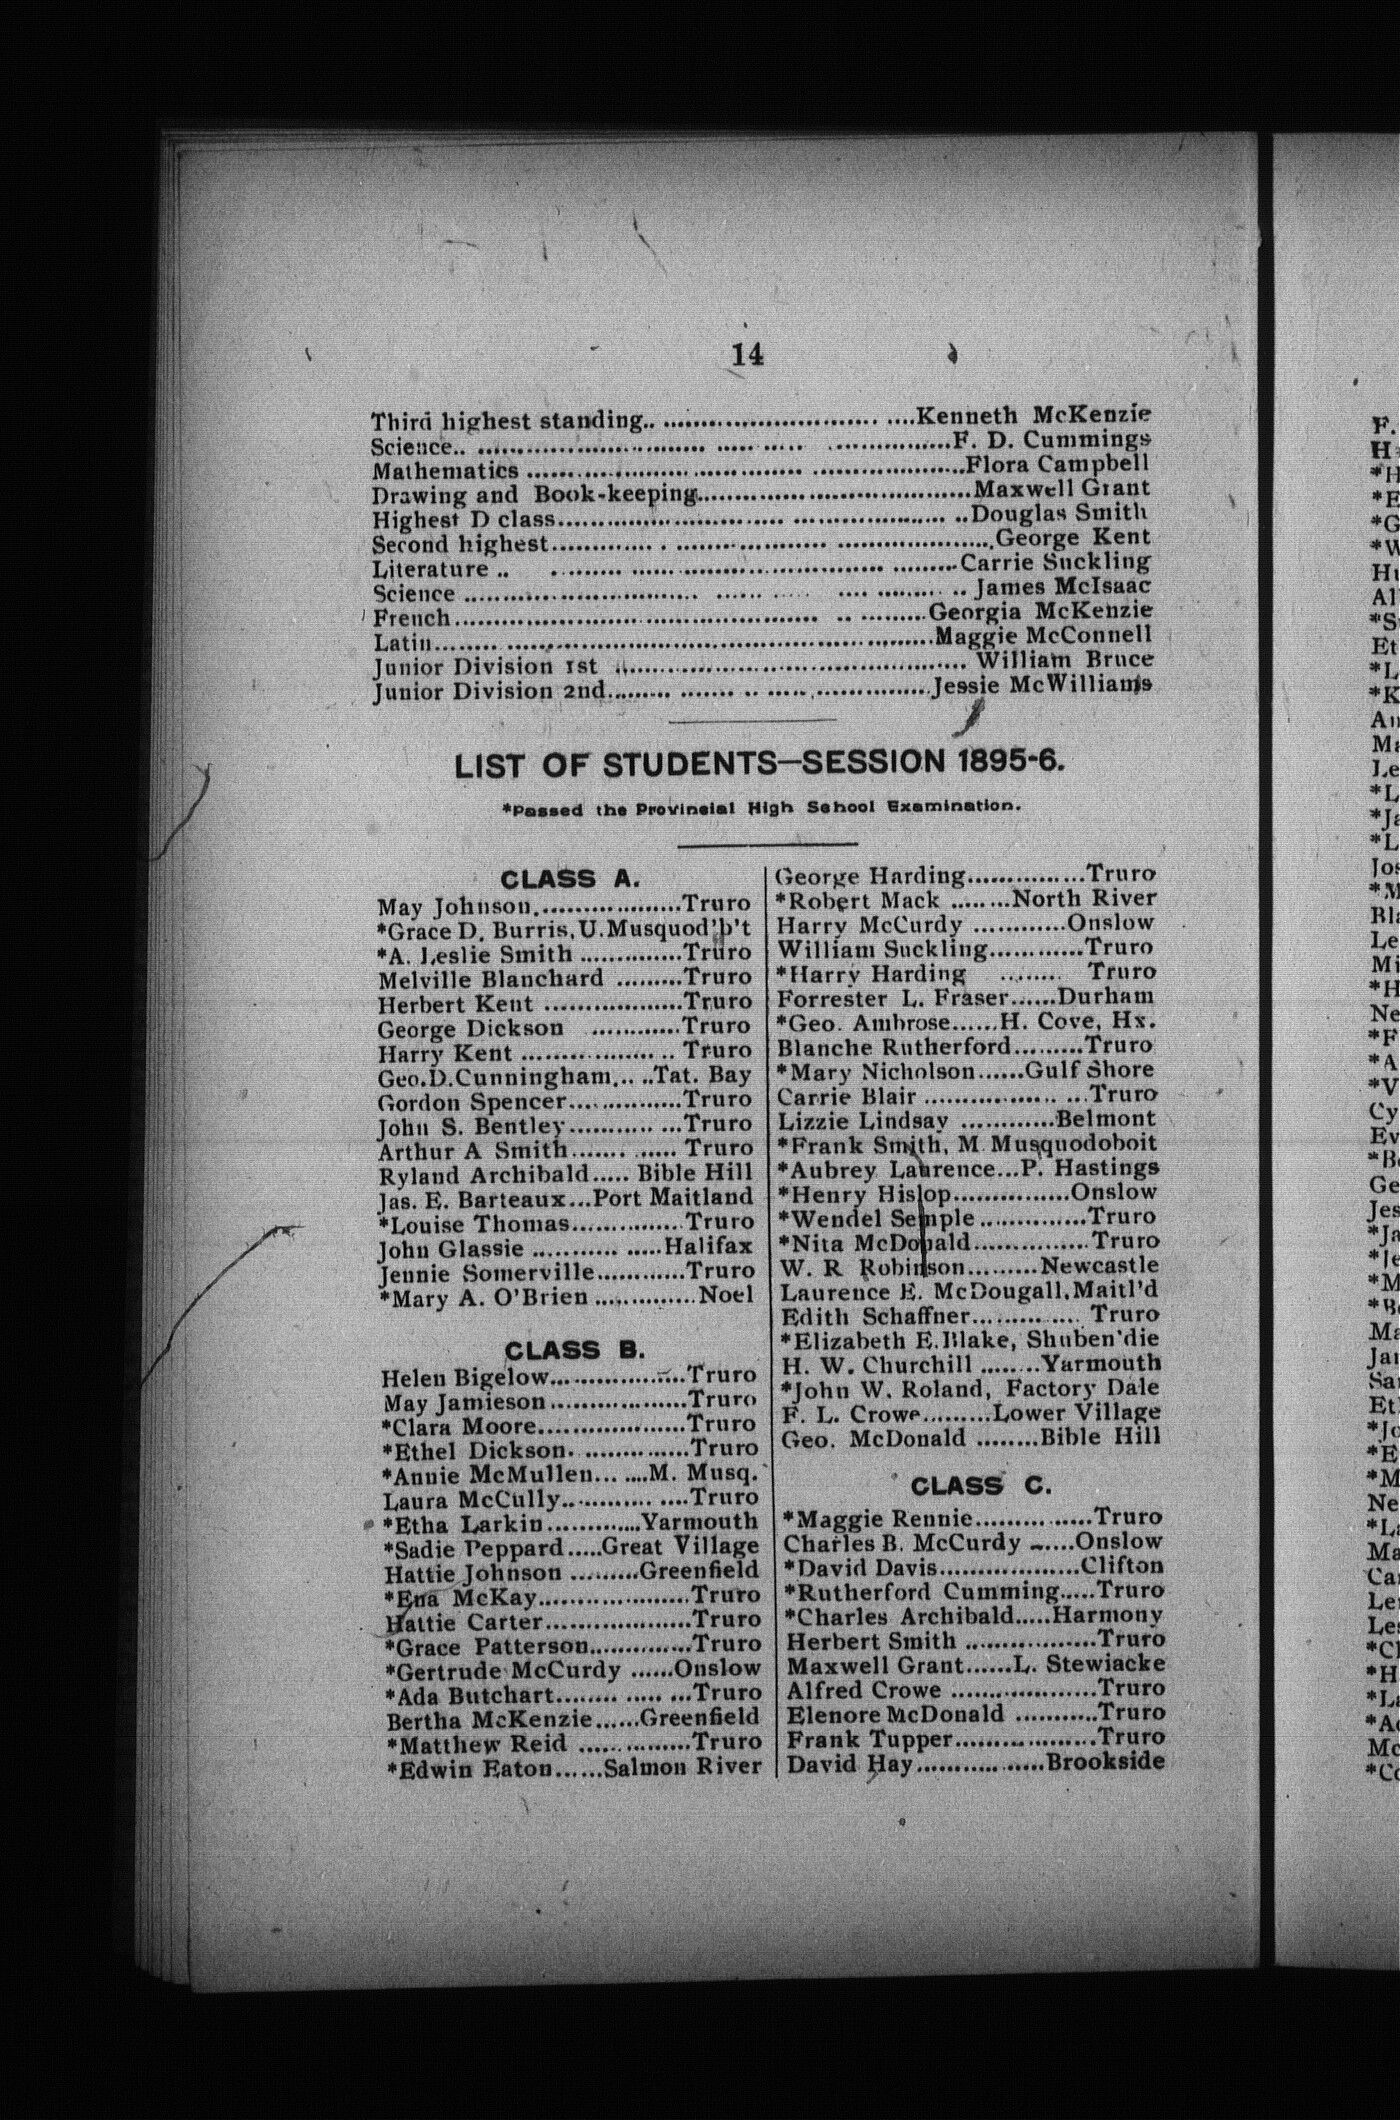 14
Third highest standing.. .............................. ....Kenneth McKenzie
Science.. ............................. ..... ..... ...............F. D. Cummings
Mathematics ............................................................Flora Campbell
Drawing and Book-keeping...................................Maxwell Grant
Highest D class............................. ....................... ..Douglas Smith
Second highest............. . ....................... ....................George Kent
Literature .. .......... ...................................... .........Carrie Suckling
Science .............................. ...... ..... .... ......... .. James McIsaac
French............................................... .. .........Georgia McKenzie
Latin......... ......................................................Maggie McConnell
Junior Division 1st .............................................. William Bruce
Junior Division 2nd......... ....... .. ....................Jessie McWilliams
LIST OF STUDENTS—SESSION 1895-6.
*Passed the Provincial High School Examination.
CLASS A.
May Johnson...................Truro
*Grace D. Burris, U. Musquod'b't
*A. Leslie Smith ..............Truro
Melville Blanchard .........Truro
Herbert Kent ..................Truro
George Dickson ............Truro
Harry Kent ................. .. Truro
Geo. D. Cunningham... ..Tat. Bay
Gordon Spencer...............Truro
John S. Bentley........... ...Truro
Arthur A Smith....... ...... Truro
Ryland Archibald..... Bible Hill
Jas. E. Barteaux...Port Maitland
*Louise Thomas...............Truro
John Glassie ........... .....Halifax
Jennie Somerville............Truro
*Mary A. O'Brien ..............Noel
CLASS B.
Helen Bigelow..................Truro
May Jamieson..................Truro
*Clara Moore...................Truro
*Ethel Dickson. ..............Truro
*Annie McMullen... ....M. Musq.
Laura McCully............ ....Truro
*Etha Larkin.............Yarmouth
*Sadie Peppard.....Great Village
Hattie Johnson .........Greenfield
*Ena McKay....................Truro
Hattie Carter...................Truro
*Grace Patterson..............Truro
*Gertrude McCurdy ......Onslow
*Ada Butchart........ ..... ...Truro
Bertha McKenzie......Greenfield
*Matthew Reid ...............Truro
*Edwin Eaton......Salmon River
George Harding...............Truro
*Robert Mack ........North River
Harry McCurdy ............Onslow
William Suckling............Truro
*Harry Harding ........ Truro
Forrester L. Fraser......Durham
*Geo. Ambrose......H. Cove, Hx.
Blanche Rutherford.........Truro
*Mary Nicholson......Gulf Shore
Carrie Blair ................. ...Truro
Lizzie Lindsay ............Belmont
*Frank Smith, M. Musquodoboit
*Aubrey Laurence...P. Hastings
*Henry Hislop...............Onslow
*Wendel Semple ..............Truro
*Nita McDonald...............Truro
W. R Robinson.........Newcastle
Laurence E. McDougall, Maitl'd
Edith Schaffner.............. Truro
*Elizabeth E. Blake, Shuben'die
H. W. Churchill ........Yarmouth
*John W. Roland, Factory Dale
F. L. Crowe.........Lower Village
Geo. McDonald ........Bible Hill
CLASS C.
*Maggie Rennie...............Truro
Charles B. McCurdy ......Onslow
*David Davis..................Clifton
*Rutherford Cumming.....Truro
*Charles Archibald.....Harmony
Herbert Smith .................Truro
Maxwell Grant......L. Stewiacke
Alfred Crowe ...................Truro
Elenore McDonald ...........Truro
Frank Tupper..................Truro
David Hay........... ......Brookside